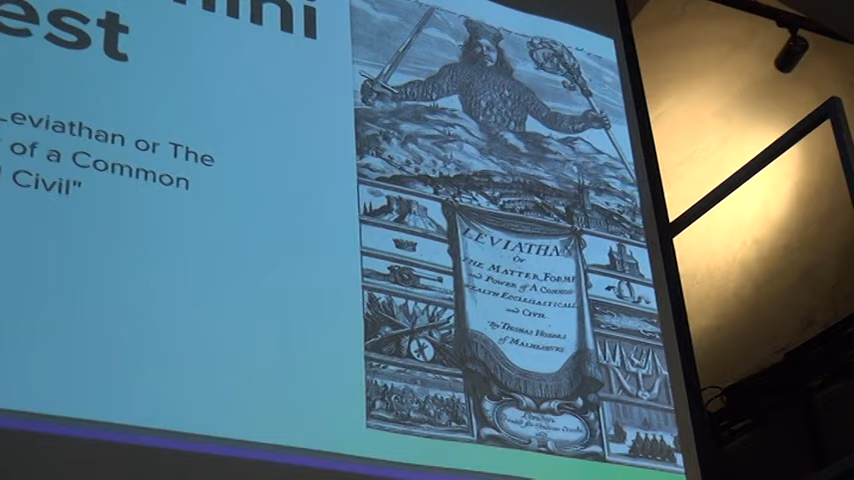 est
Leviathan or The
of a Common
Civil"
LEVIATHAN
Or
THE MATTER, FORME
and POWER of A COMMON
WEALTH ECCLESIASTICALL
and CIVIL.
By THOMAS HOBBES
of MALMESBURY.
London